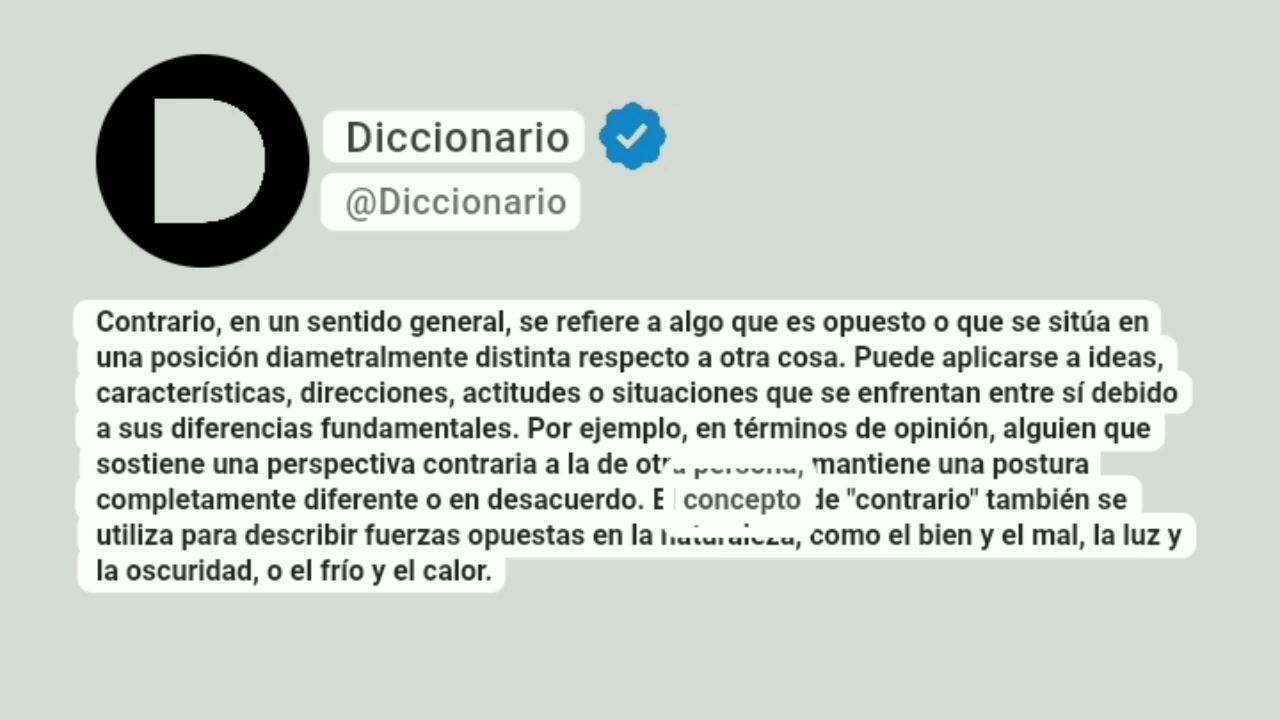 D
Diccionario
@Diccionario
Contrario, en un sentido general, se refiere a algo que es opuesto o que se sitúa en
una posición diametralmente distinta respecto a otra cosa. Puede aplicarse a ideas,
características, direcciones, actitudes o situaciones que se enfrentan entre sí debido
a sus diferencias fundamentales. Por ejemplo, en términos de opinión, alguien que
sostiene una perspectiva contraria a la de otra persona, mantiene una postura
completamente diferente o en desacuerdo. El concepto de "contrario" también se
utiliza para describir fuerzas opuestas en la naturaleza, como el bien y el mal, la luz y
la oscuridad, o el frío y el calor.